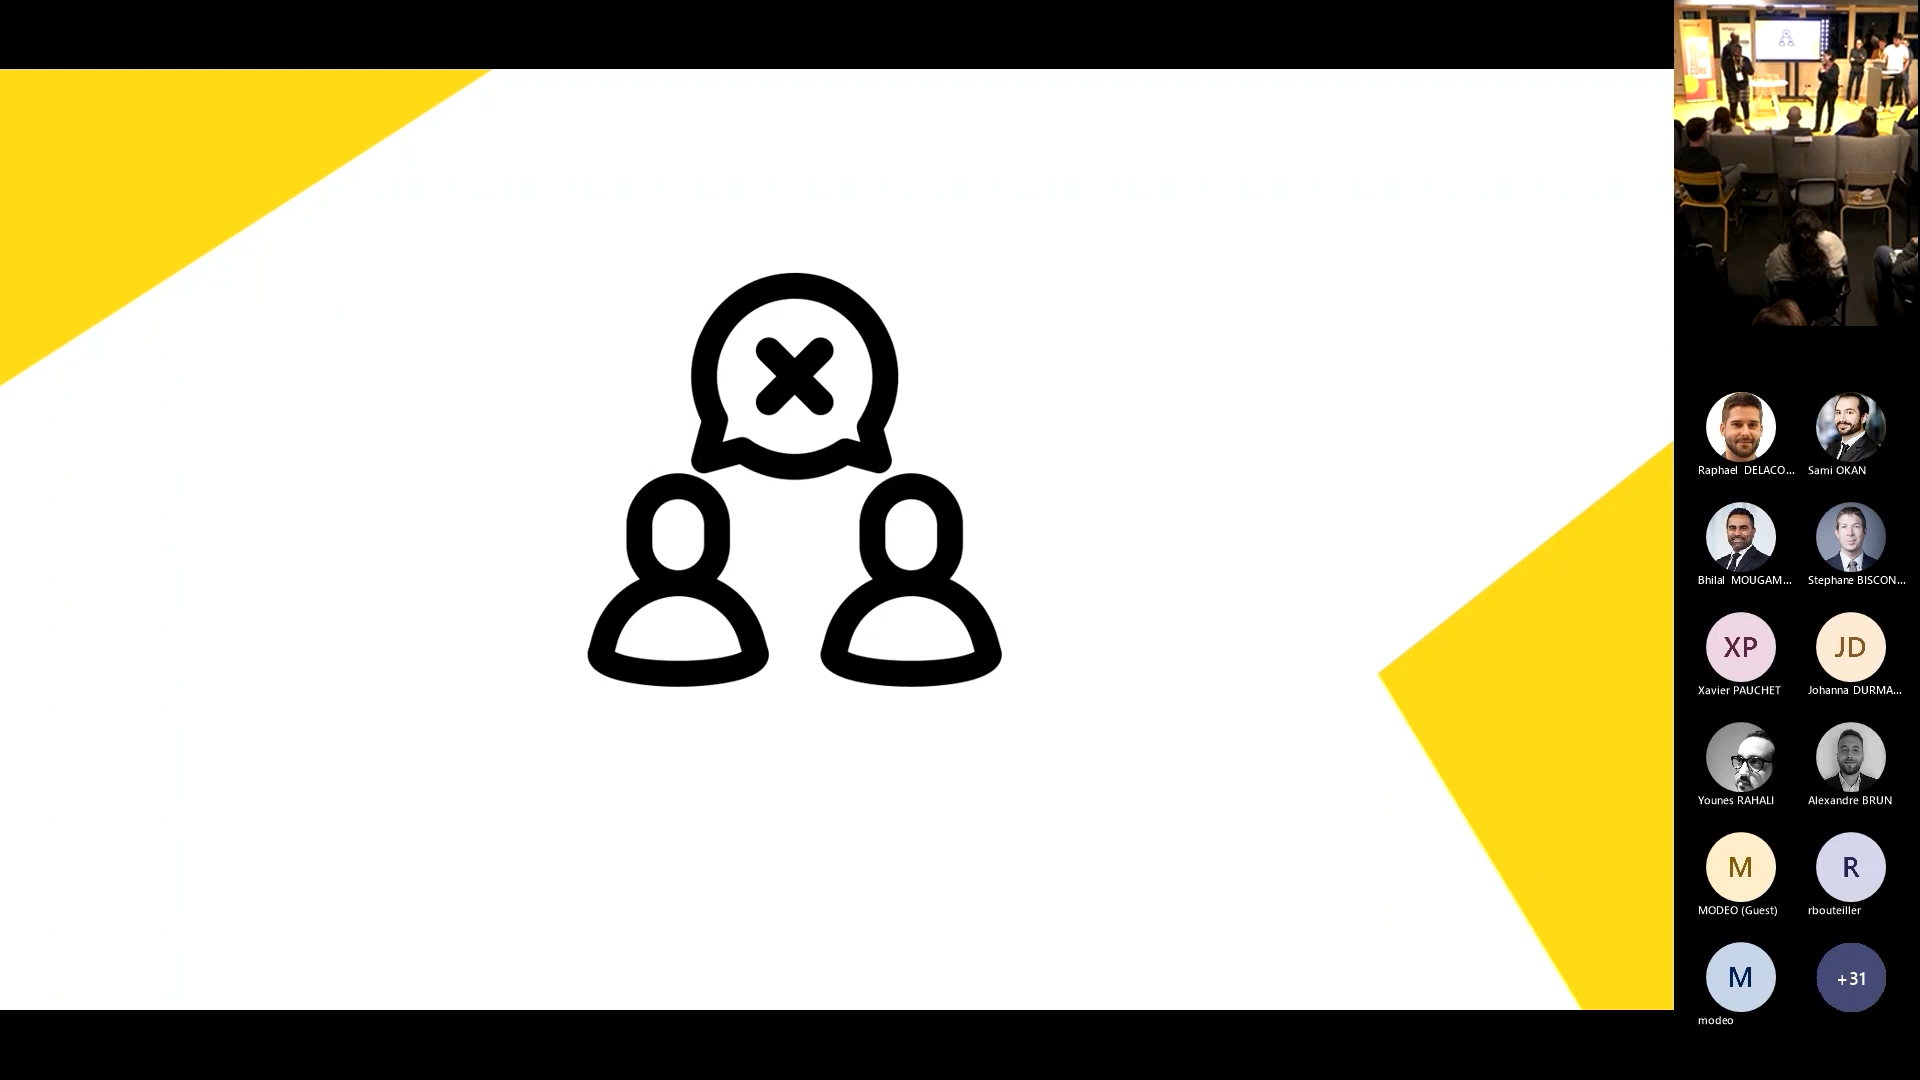 Raphael DELACO...
Sami OKAN
Bhilal MOUGAM...
Stephane BISCON...
XP
JD
Xavier PAUCHET
Johanna DURMA...
Younes RAHALI
Alexandre BRUN
M
R
MODEO (Guest)
rbouteiller
M
+31
modeo